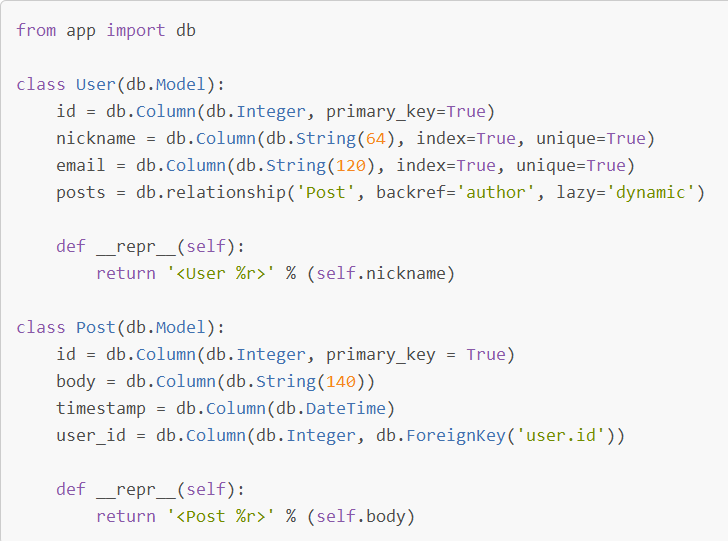 from app import db
class User(db.Model):
    id = db.Column(db.Integer, primary_key=True)
    nickname = db.Column(db.String(64), index=True, unique=True)
    email = db.Column(db.String(120), index=True, unique=True)
    posts = db.relationship('Post', backref='author', lazy='dynamic')
    def __repr__(self):
        return '<User %r>' % (self.nickname)
class Post(db.Model):
    id = db.Column(db.Integer, primary_key = True)
    body = db.Column(db.String(140))
    timestamp = db.Column(db.DateTime)
    user_id = db.Column(db.Integer, db.ForeignKey('user.id'))
    def __repr__(self):
        return '<Post %r>' % (self.body)